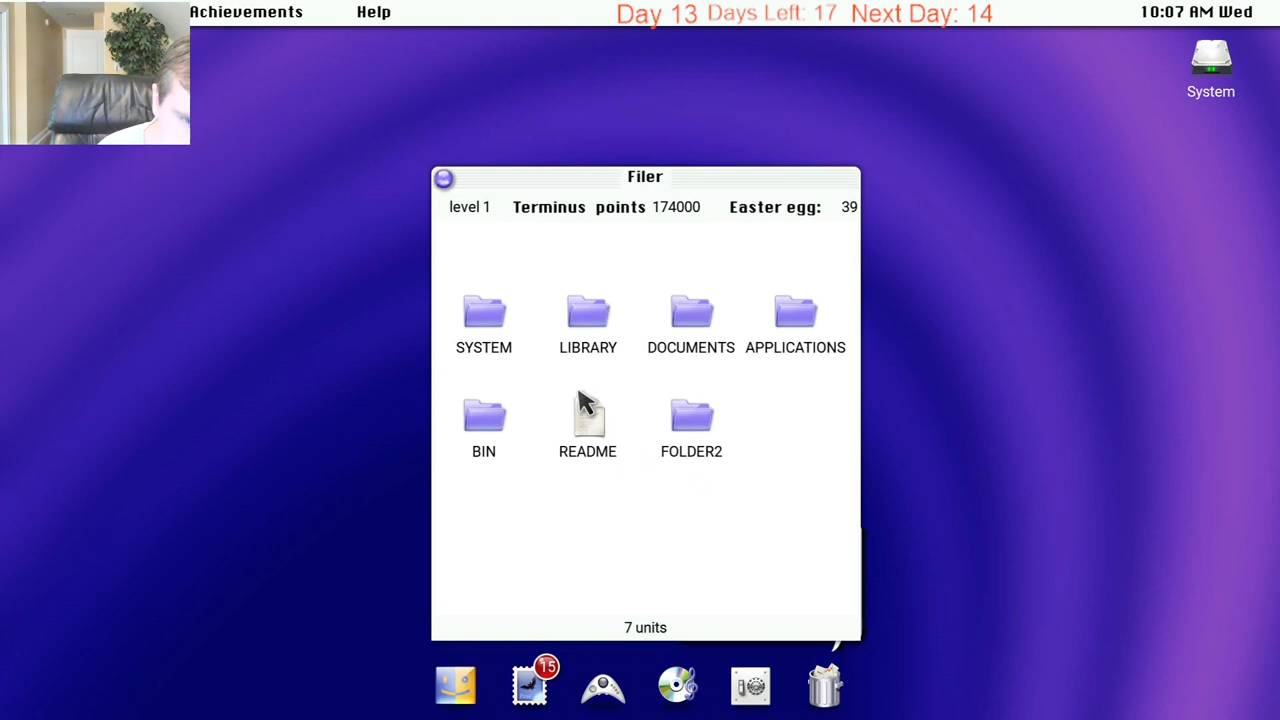 Achievements Help Day 13 Days Left: 17 Next Day: 14 10:07 AM Wed
System
Filer
level 1 Terminus points 174000 Easter egg: 39
SYSTEM LIBRARY DOCUMENTS APPLICATIONS
BIN README FOLDER2
7 units
15